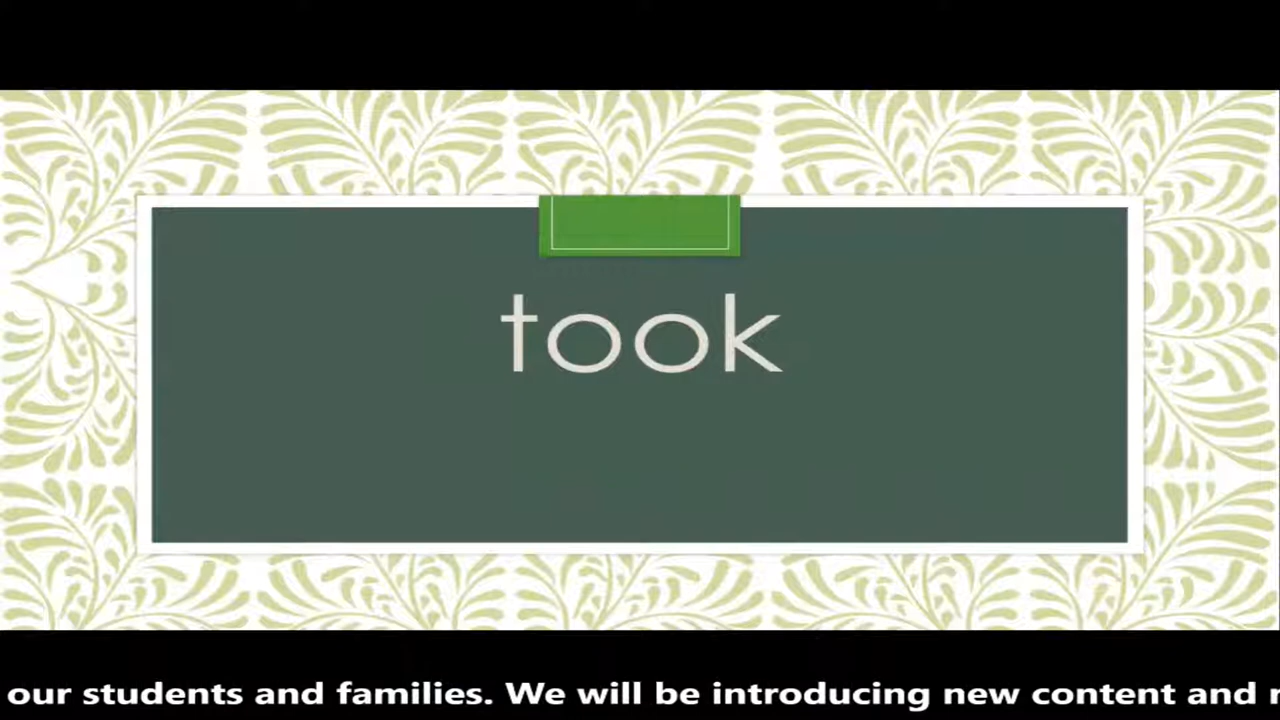 took
our students and families. We will be introducing new content and